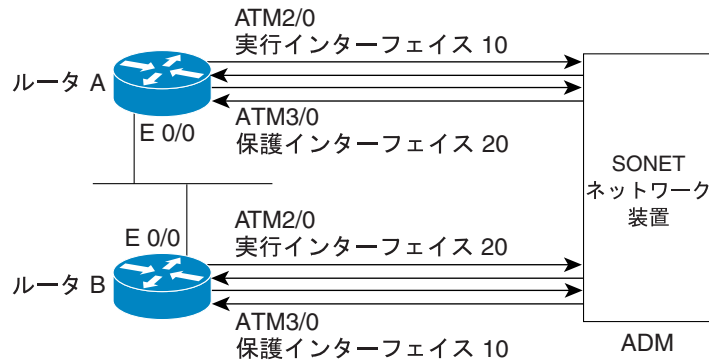 ATM2/0
実行インターフェイス 10
ルータ A
ATM3/0
保護インターフェイス 20
E 0/0
SONET
ネットワーク
装置
E 0/0
ATM2/0
実行インターフェイス 20
ルータ B
ATM3/0
保護インターフェイス 10
ADM